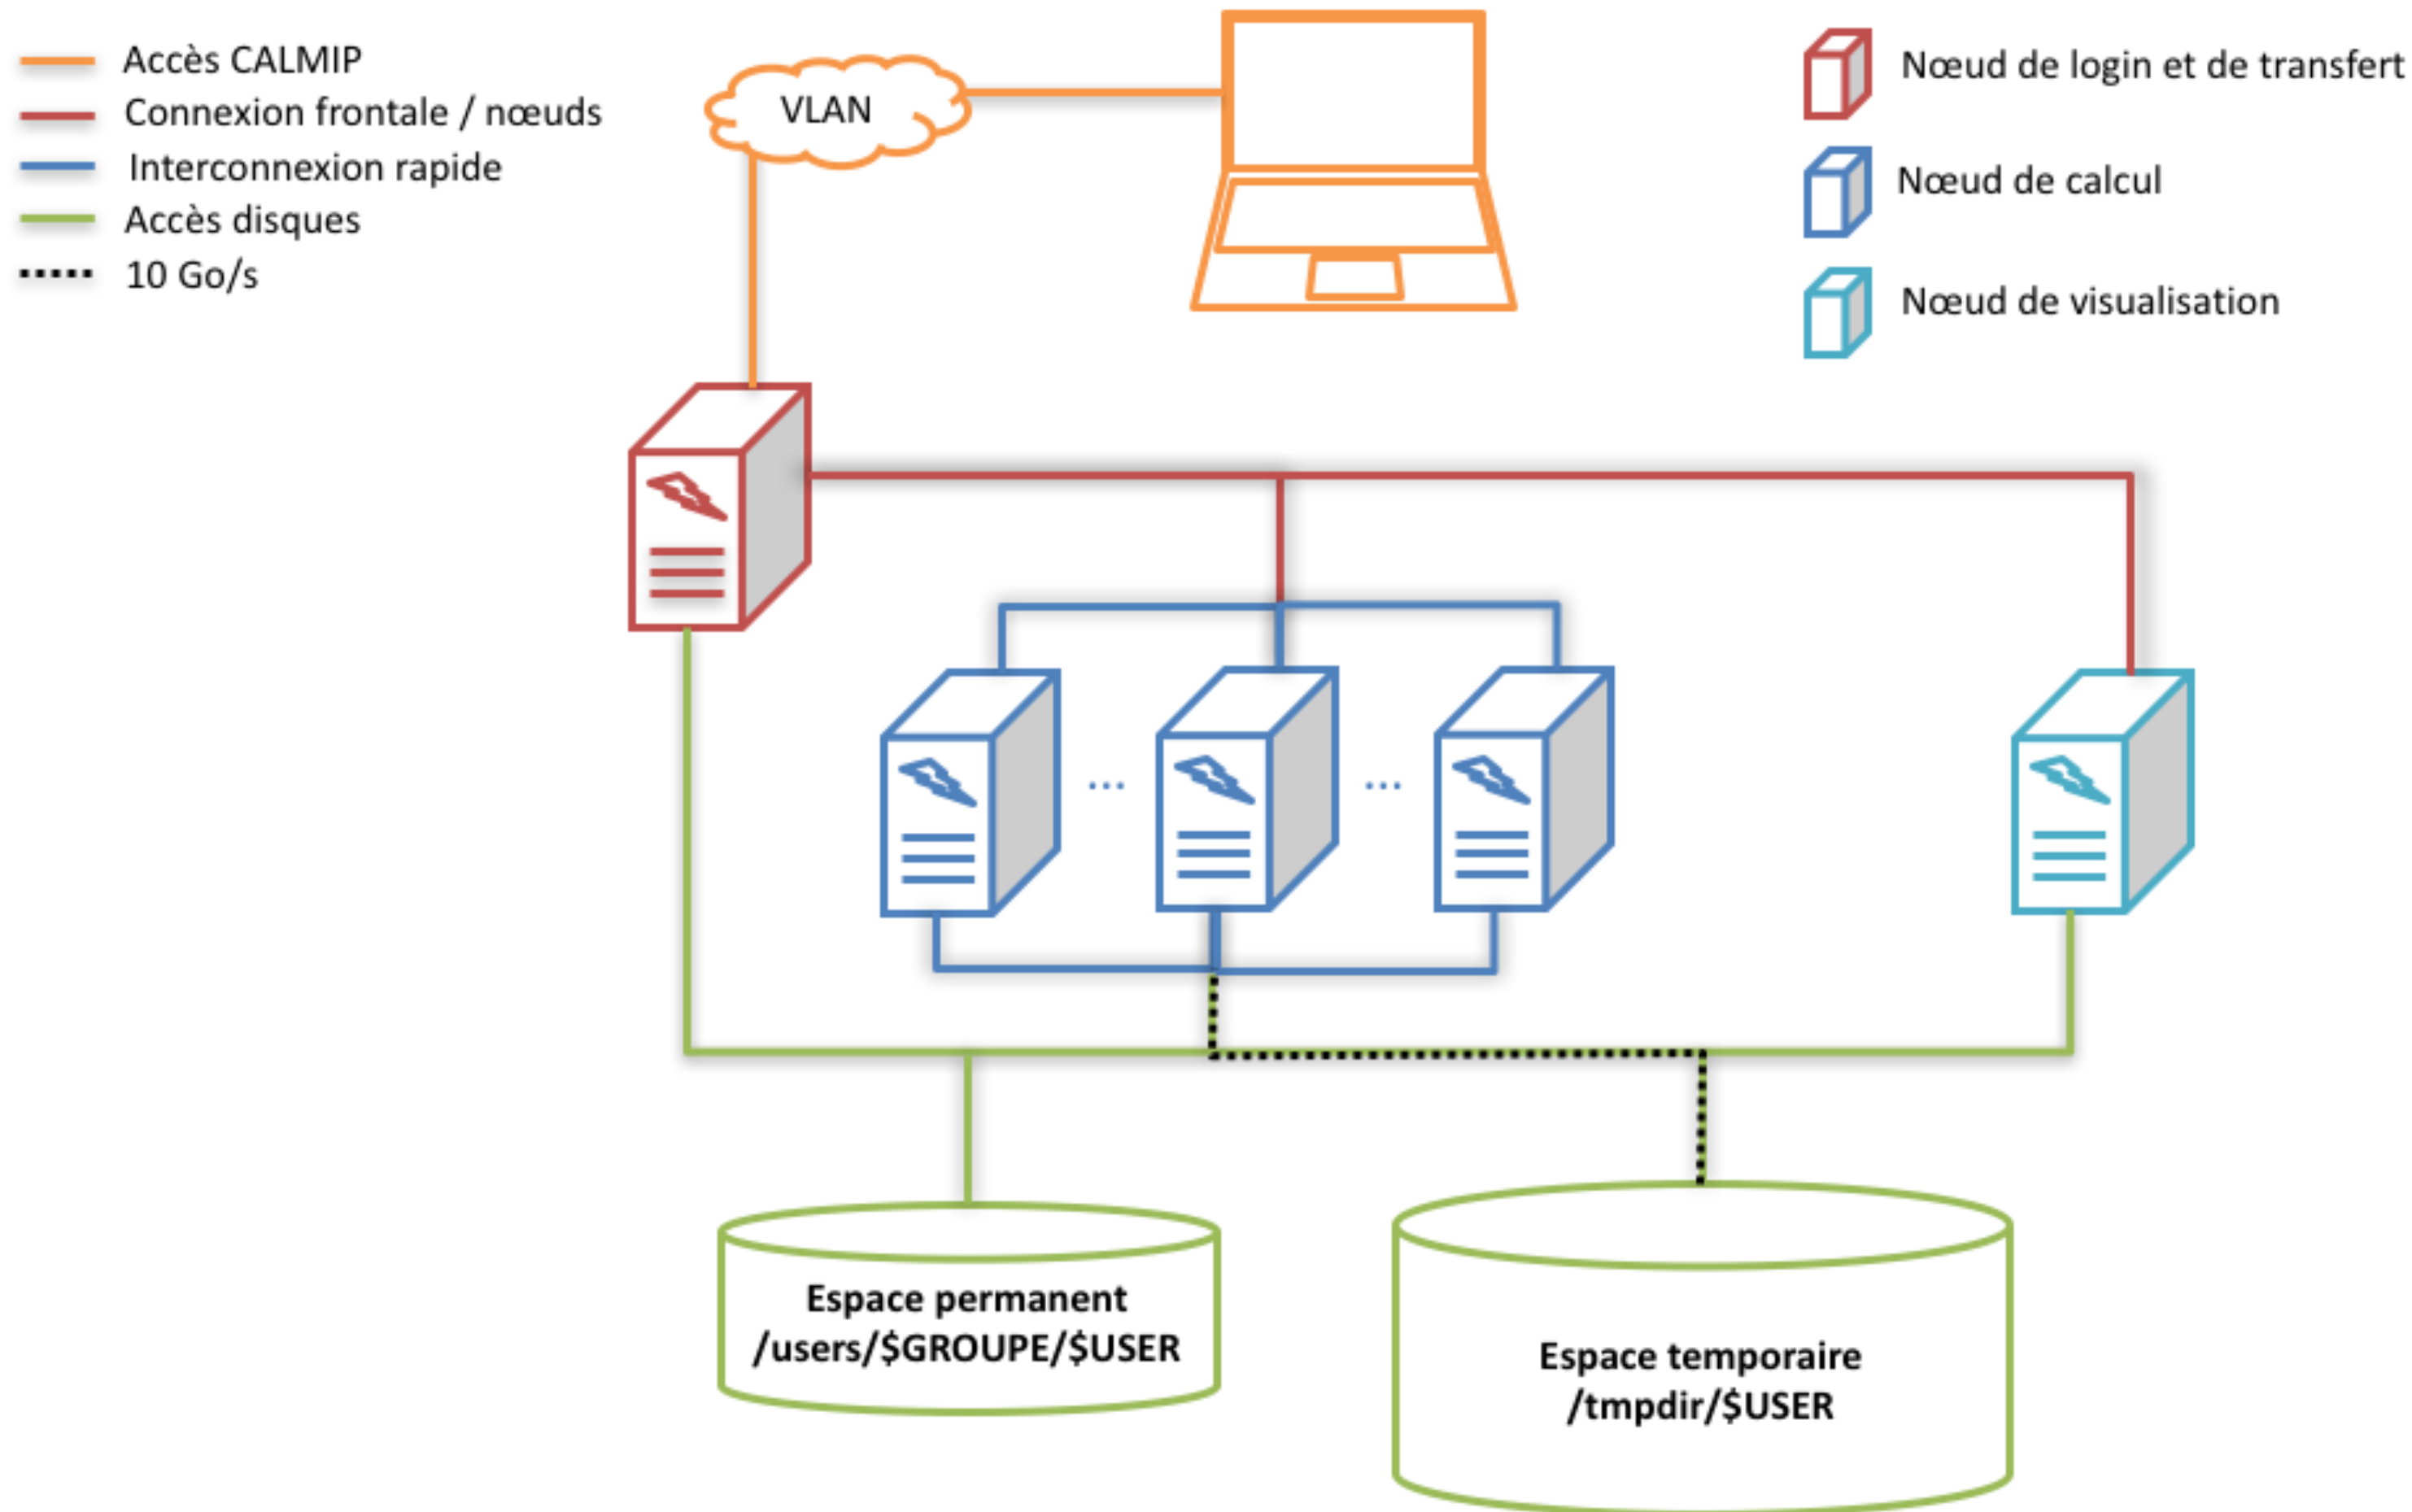 Accès CALMIP
Connexion frontale / nœuds
Interconnexion rapide
Accès disques
10 Go/s
VLAN
Nœud de login et de transfert
Nœud de calcul
Nœud de visualisation
...
...
Espace permanent
/users/$GROUPE/$USER
Espace temporaire
/tmpdir/$USER